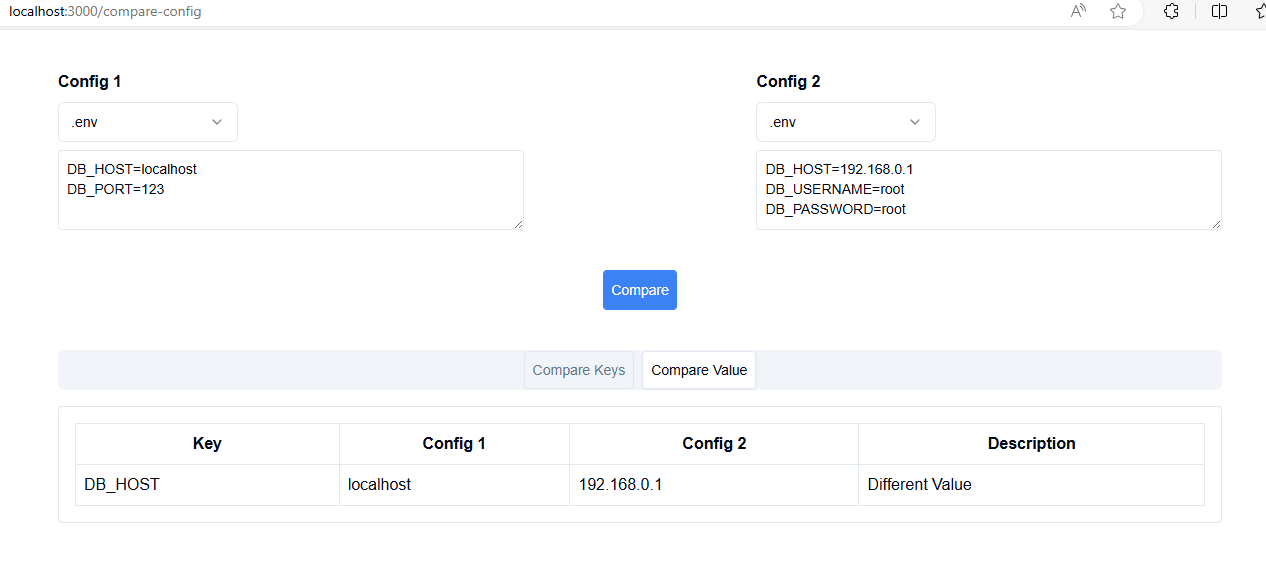 localhost:3000/compare-config
Config 1
Config 2
.env
.env
DB_HOST=localhost
DB_PORT=123
DB_HOST=192.168.0.1
DB_USERNAME=root
DB_PASSWORD=root
Compare
Compare Keys Compare Value
Key Config 1 Config 2 Description
DB_HOST localhost 192.168.0.1 Different Value